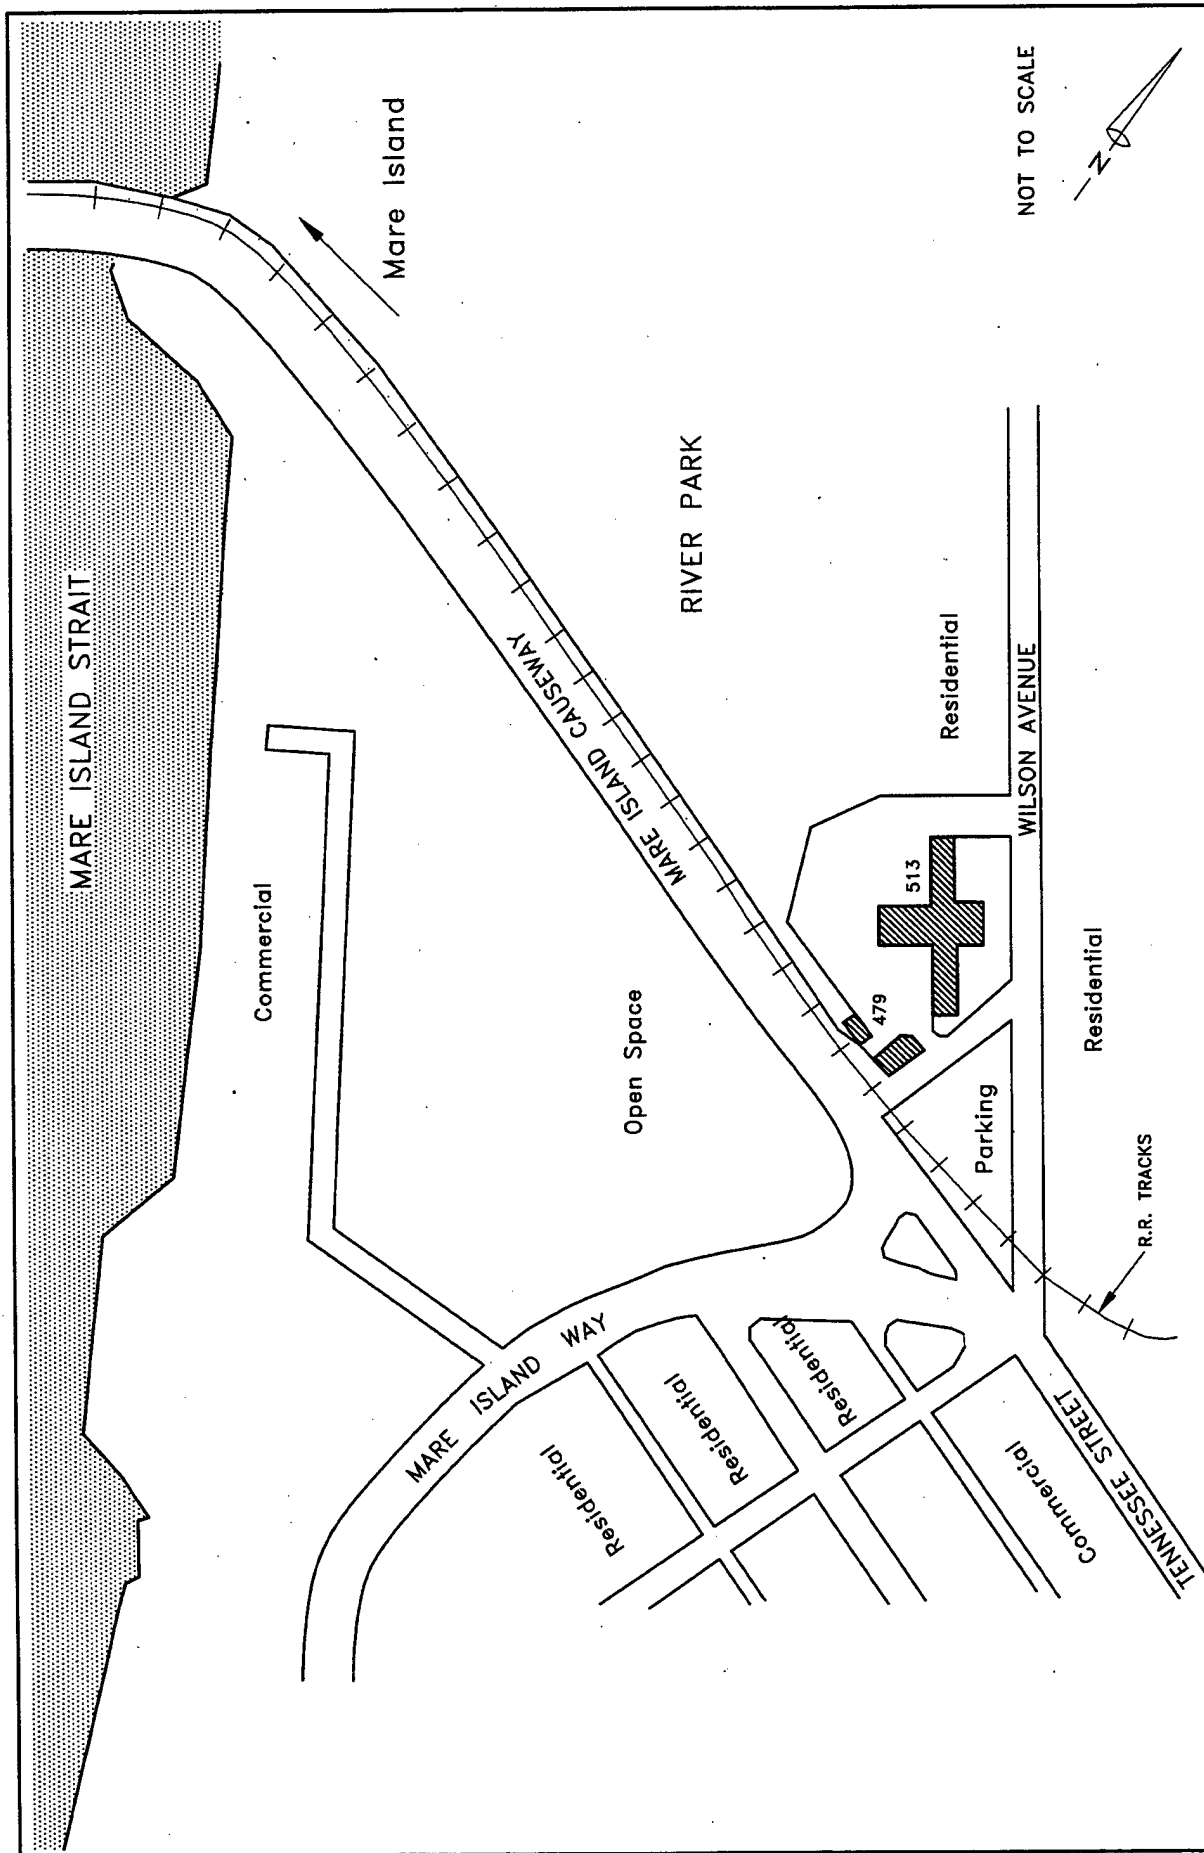 MARE ISLAND STRAIT
Mare Island
NOT TO SCALE
N
RIVER PARK
MARE ISLAND CAUSEWAY
Residential
WILSON AVENUE
Commercial
513
Open Space
479
Residential
Parking
R.R. TRACKS
MARE ISLAND WAY
Residential
Residential
Residential
Commercial
TENNESSEE STREET